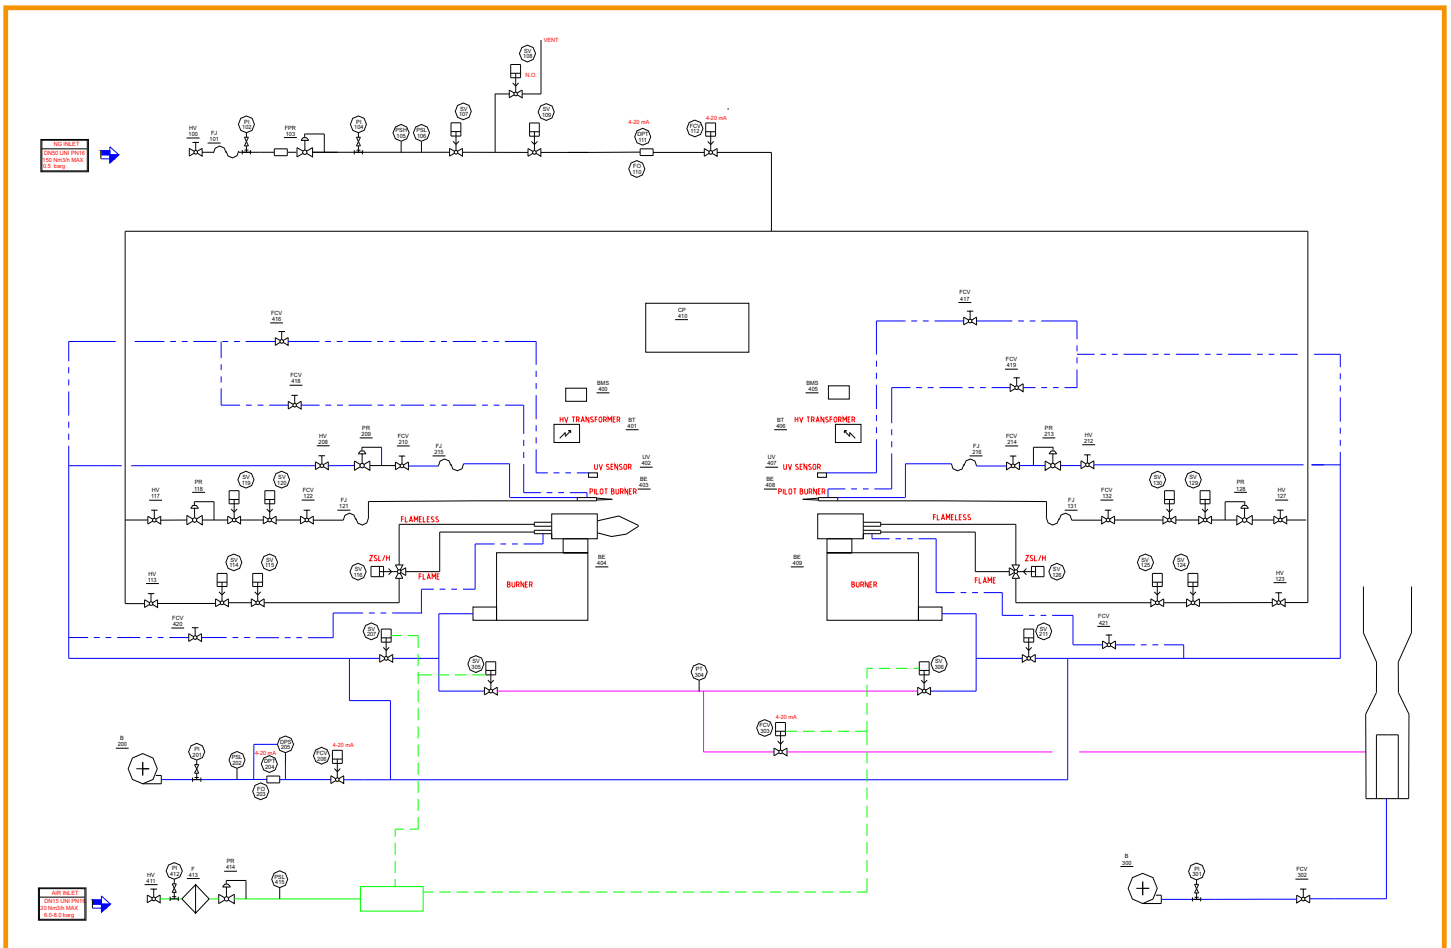 VENT
SV
108
N.O.
HV
100
FJ
101
PI
102
FPR
103
PI
104
PSH
105
PSL
106
SV
107
SV
109
4-20 mA
DPT
111
FO
110
FCV
112
4-20 mA
NG INLET
DN50 UNI PN16
150 Nm3/h MAX
0.5 barg
FCV
416
FCV
418
CP
410
FCV
417
FCV
419
BMS
400
BMS
405
HV TRANSFORMER
BT
401
BT
406
HV TRANSFORMER
HV
208
PR
209
FCV
210
FJ
215
UV SENSOR
UV
402
UV
407
UV SENSOR
FJ
216
FCV
214
PR
213
HV
212
HV
117
PR
118
SV
119
SV
120
FCV
122
FJ
121
PILOT BURNER
BE
403
BE
408
PILOT BURNER
FJ
131
FCV
132
SV
130
SV
129
PR
128
HV
127
FLAMELESS
FLAMELESS
HV
113
SV
114
SV
115
ZSL/H
SV
116
FLAME
BURNER
BE
404
BE
409
BURNER
FLAME
ZSL/H
SV
126
SV
125
SV
124
HV
123
FCV
420
SV
207
SV
305
PT
304
SV
306
SV
211
FCV
421
B
200
PI
201
PSL
202
4-20 mA
DPT
204
DPS
205
FO
203
FCV
206
4-20 mA
FCV
303
4-20 mA
AIR INLET
DN15 UNI PN16
20 Nm3/h MAX
6.0-8.0 barg
HV
411
PI
412
F
413
PR
414
PSL
415
B
300
PI
301
FCV
302